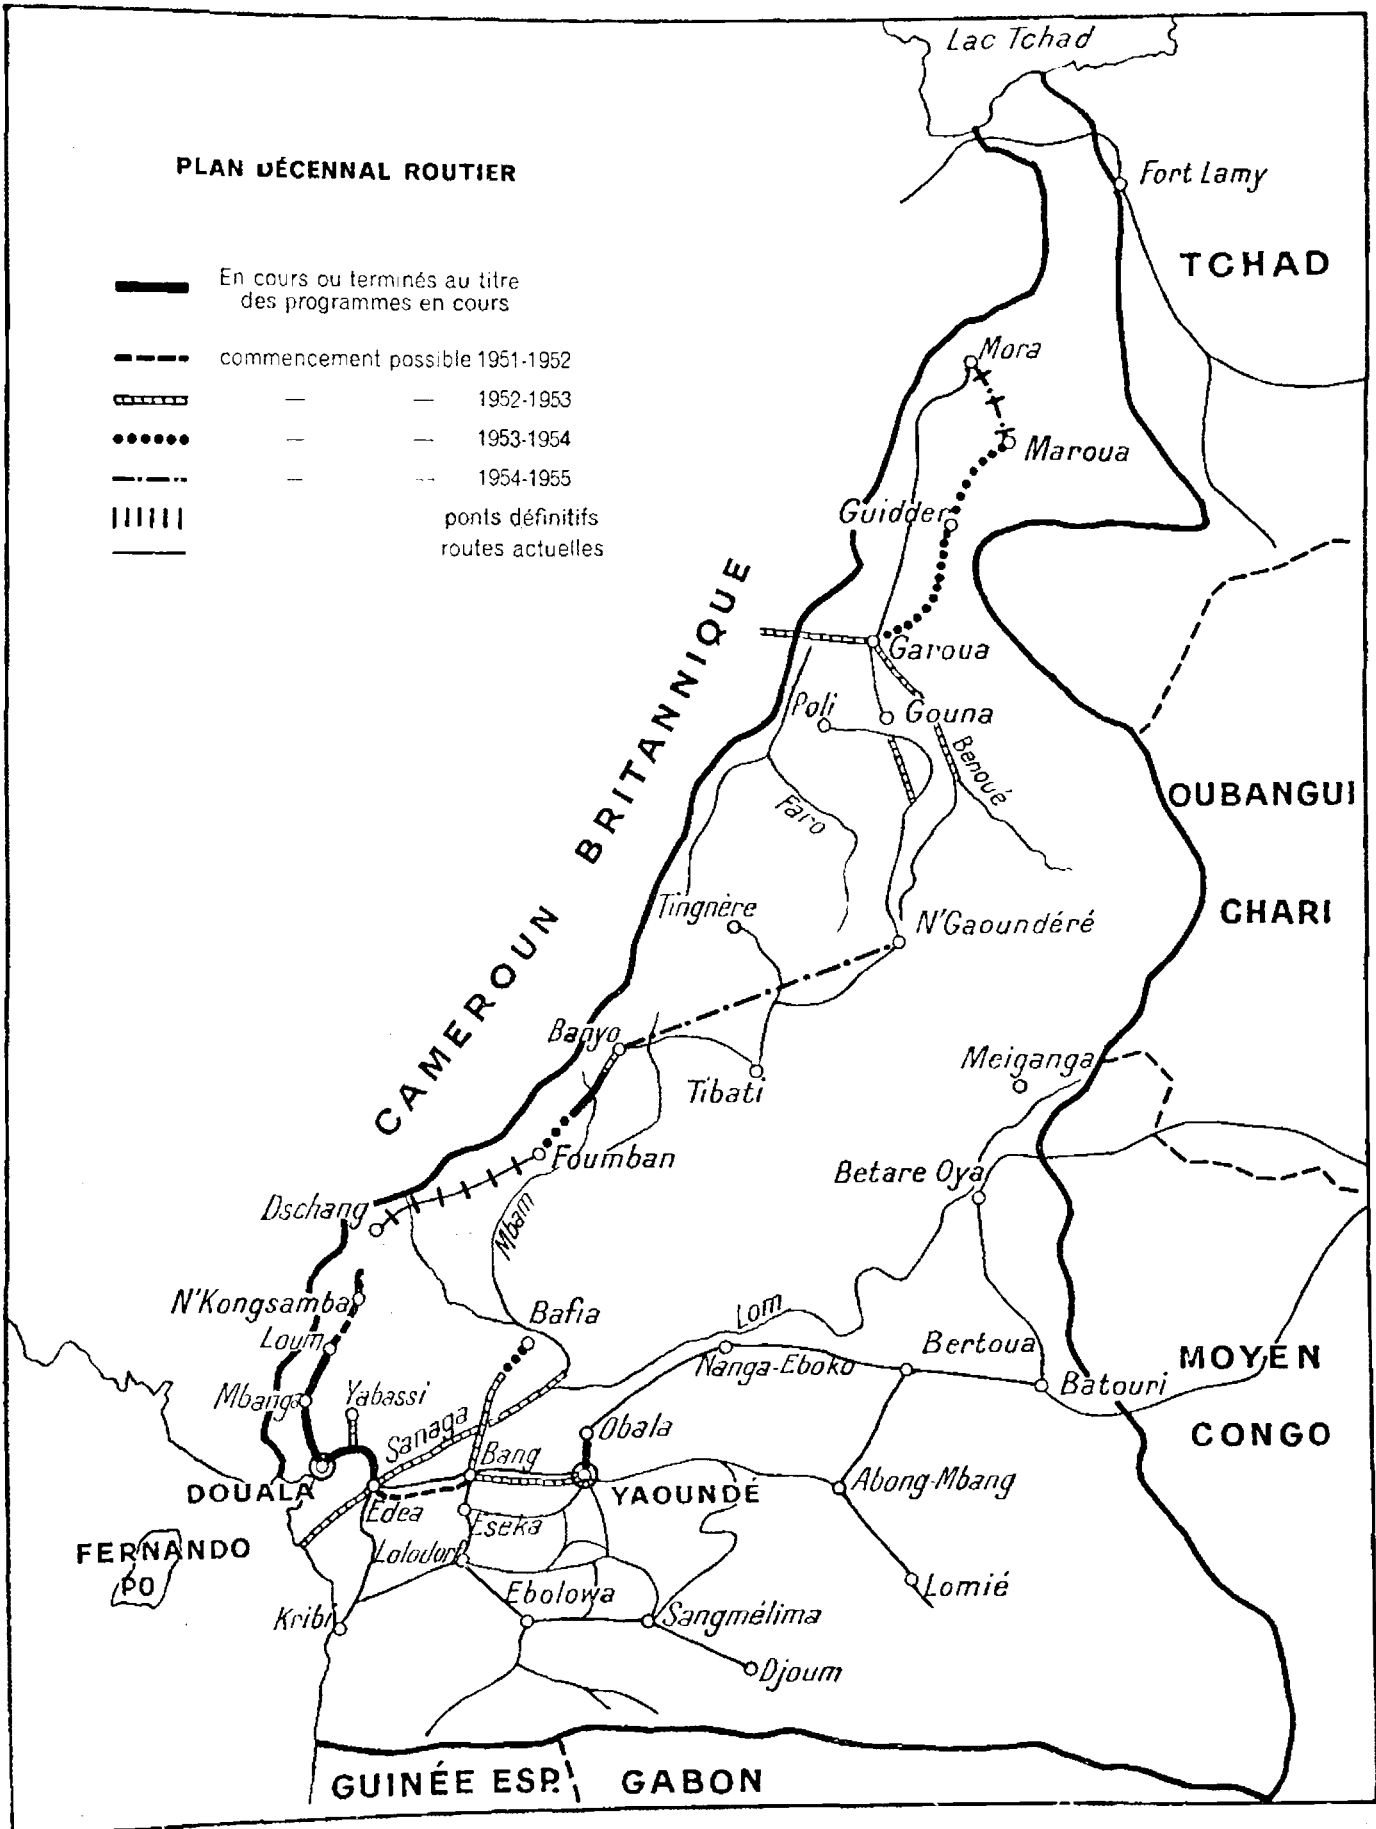 Lac Tchad
PLAN DÉCENNAL ROUTIER
Fort Lamy
TCHAD
En cours ou terminés au titre
des programmes en cours
commencement possible 1951-1952
— — 1952-1953
— — 1953-1954
— — 1954-1955
ponts définitifs
routes actuelles
Mora
Maroua
Guidder
CAMEROUN BRITANNIQUE
Garoua
Poli
Gouna
Benoué
Faro
OUBANGUI
CHARI
Tingnère
N'Gaoundéré
Banyo
Tibati
Meiganga
Foumban
Betare Oya
Dschang
Mbam
N'Kongsamba
Loum
Bafia
Lom
Nanga-Eboko
Bertoua
Batouri
MOYEN
CONGO
Mbanga
Yabassi
Sanaga
Obala
Bang
DOUALA
Edea
YAOUNDÉ
Abong-Mbang
Eseka
FERNANDO
PO
Lolodorf
Ebolowa
Lomié
Kribi
Sangmélima
Djoum
GUINÉE ESP.
GABON